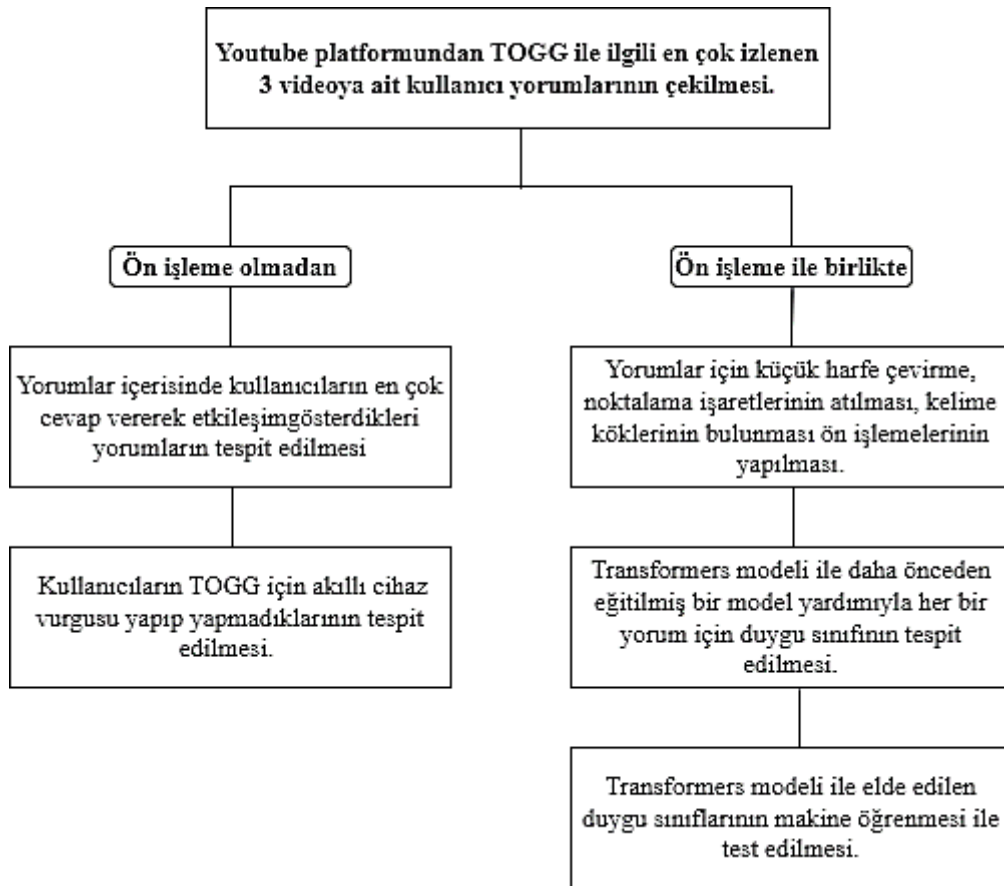 Youtube platformundan TOGG ile ilgili en çok izlenen
3 videoya ait kullanıcı yorumlarının çekilmesi.
Ön işleme olmadan
Ön işleme ile birlikte
Yorumlar içerisinde kullanıcıların en çok
cevap vererek etkileşimgösterdikleri
yorumların tespit edilmesi
Yorumlar için küçük harfe çevirme,
noktalama işaretlerinin atılması, kelime
köklerinin bulunması ön işlemelerinin
yapılması.
Kullanıcıların TOGG için akıllı cihaz
vurgusu yapıp yapmadıklarının tespit
edilmesi.
Transformers modeli ile daha önceden
eğitilmiş bir model yardımıyla her bir
yorum için duygu sınıfının tespit
edilmesi.
Transformers modeli ile elde edilen
duygu sınıflarının makine öğrenmesi ile
test edilmesi.